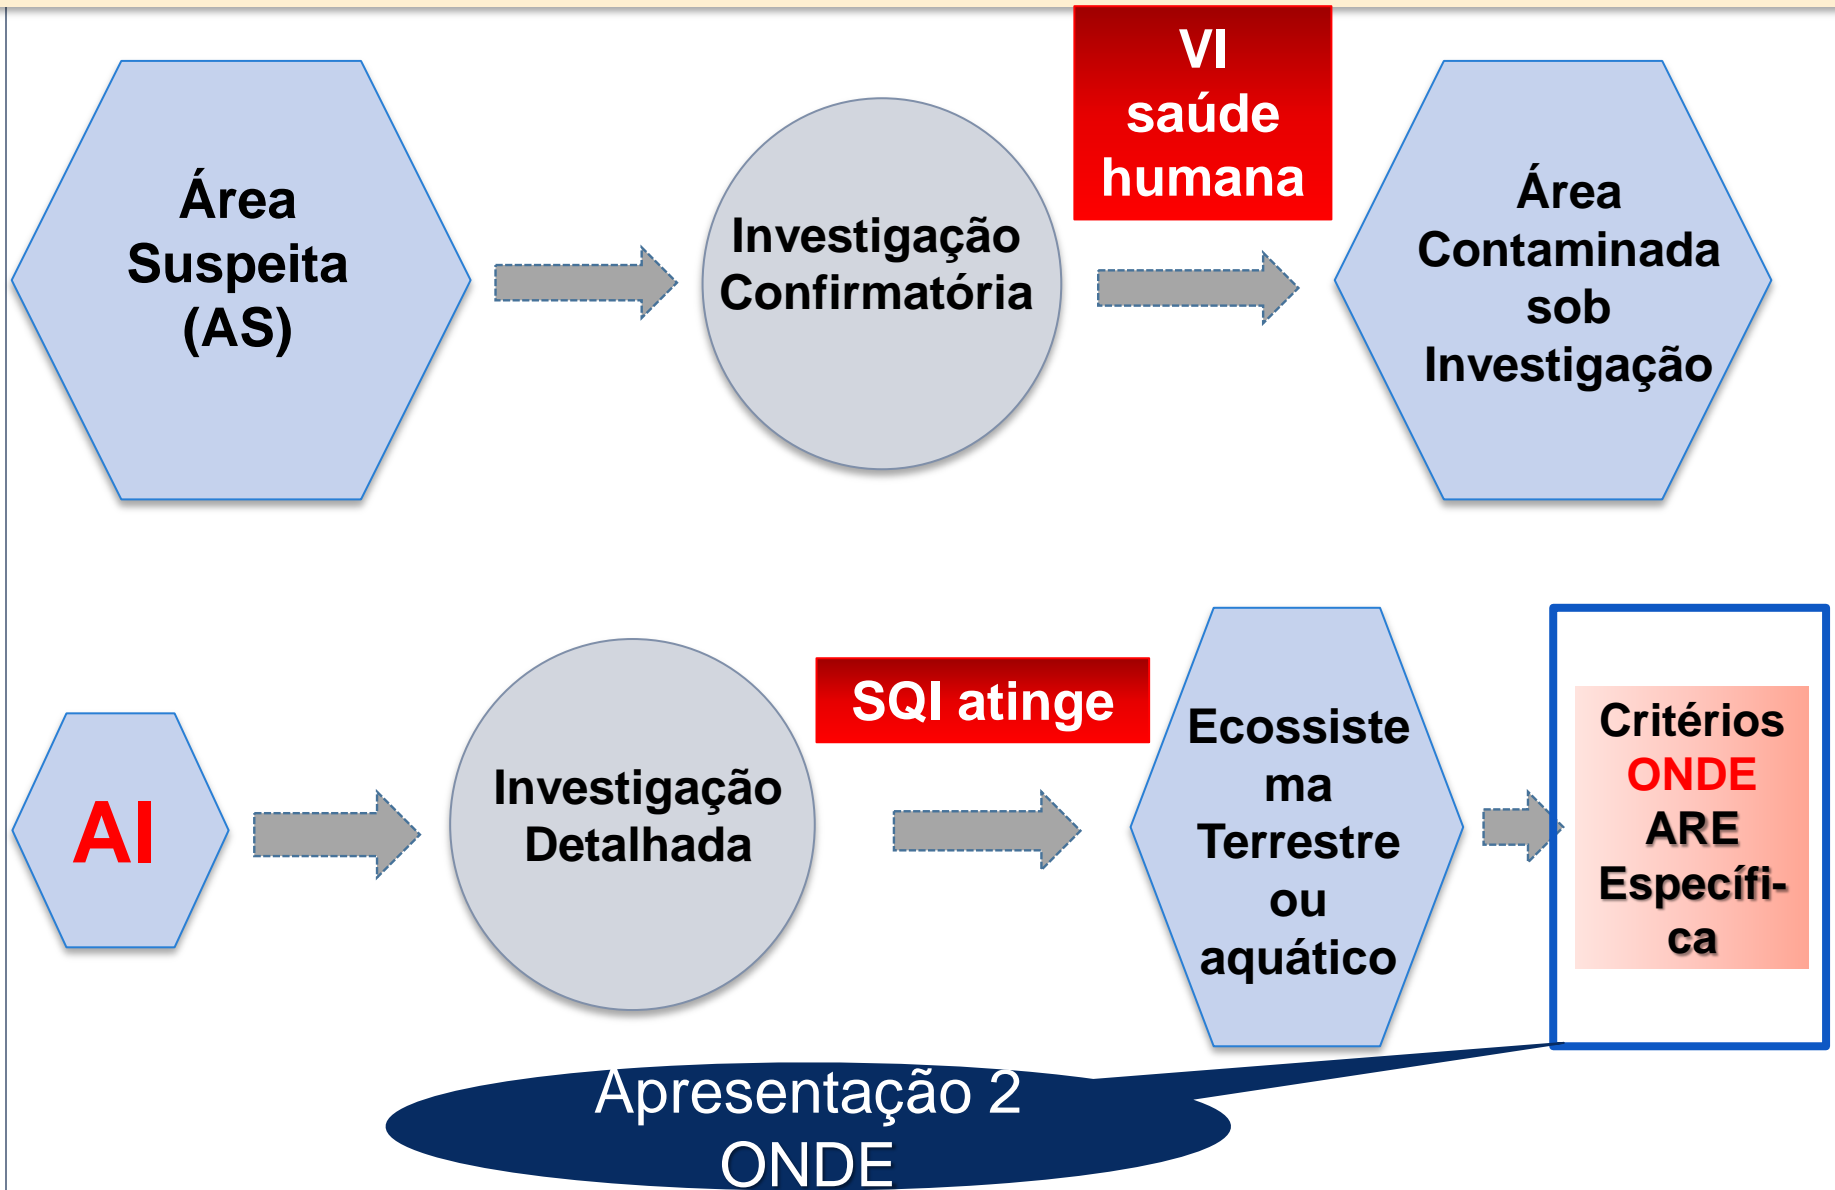 VI
saúde
humana
Área
Suspeita
(AS)
Investigação
Confirmatória
Área
Contaminada
sob
Investigação
AI
Investigação
Detalhada
SQI atinge
Ecossiste
ma
Terrestre
ou
aquático
Critérios
ONDE
ARE
Específi-
ca
Apresentação 2
ONDE